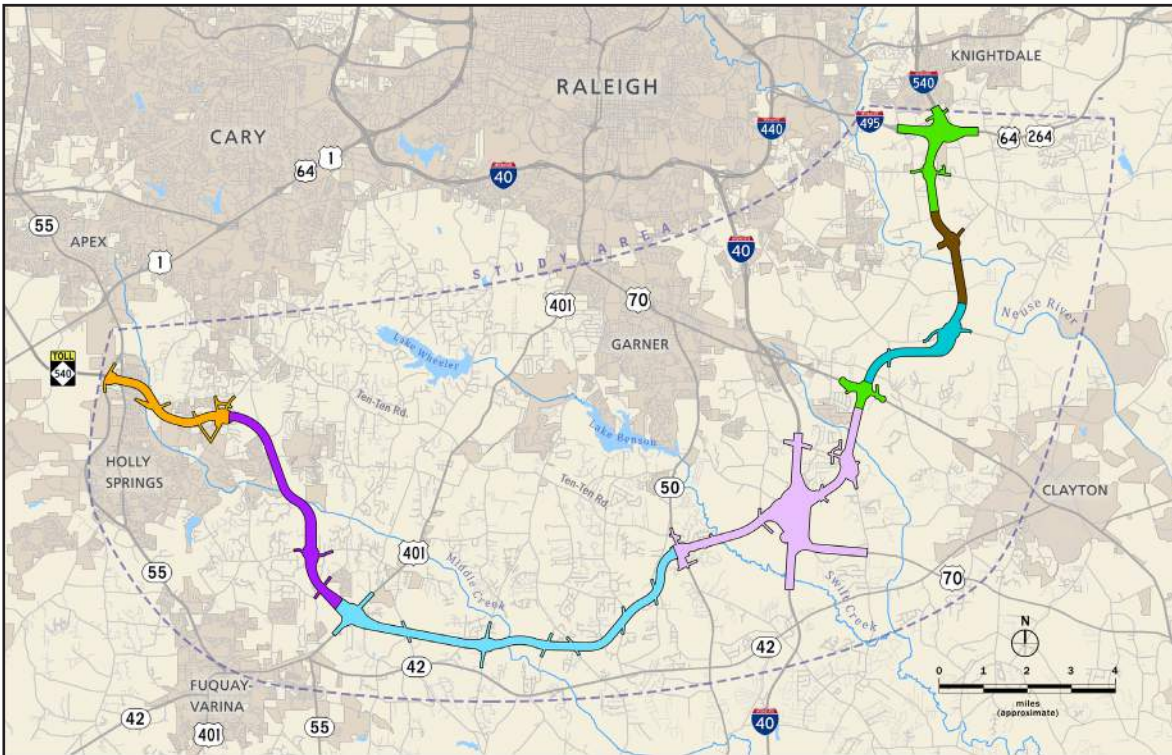 KNIGHTDALE
540
RALEIGH
CARY
440
495
64 264
64 1
40
55
APEX
STUDY AREA
40
1
401
70
Neuse River
GARNER
Lake Wheeler
TOLL
540
Ten-Ten Rd.
Lake Benson
HOLLY
SPRINGS
Ten-Ten Rd.
50
CLAYTON
401
Middle Creek
55
Swift Creek
70
N
42
42
0 1 2 3 4
miles
(approximate)
FUQUAY-
VARINA
42
401
55
40